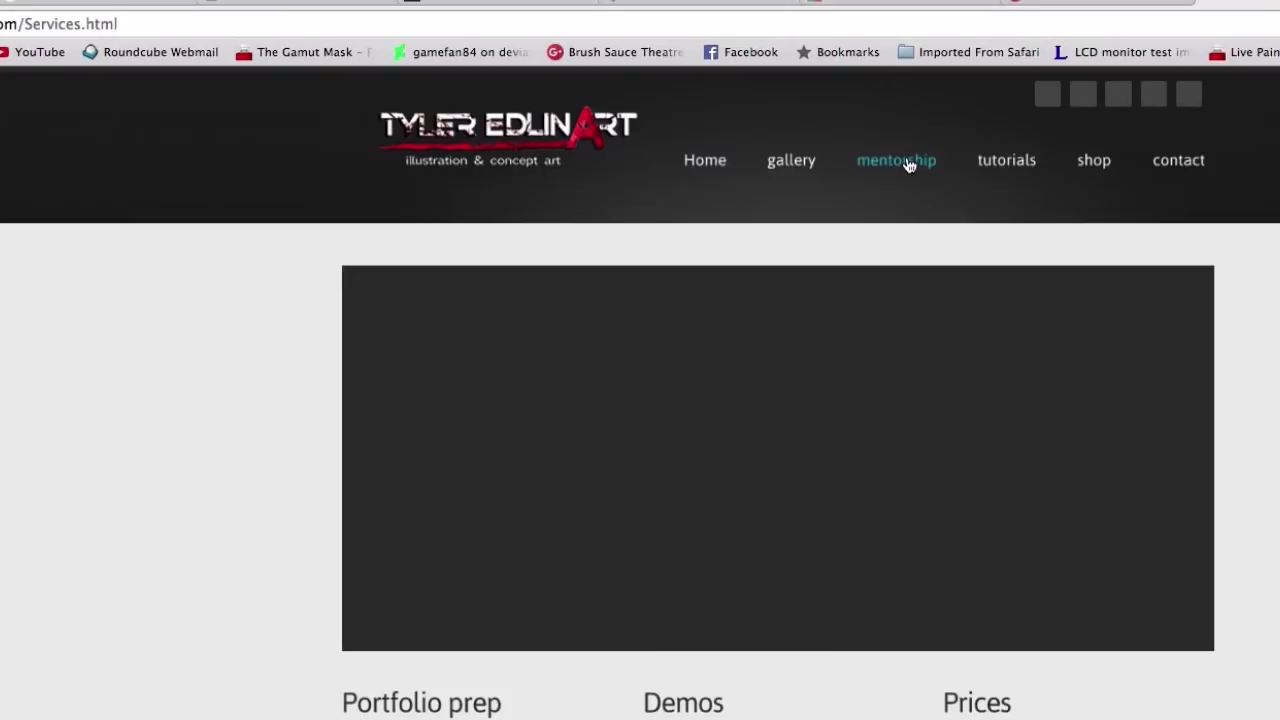 om/Services.html
YouTube Roundcube Webmail The Gamut Mask - F gamefan84 on devia Brush Sauce Theatre Facebook Bookmarks Imported From Safari LCD monitor test im Live Pain
TYLER EDLIN ART
illustration & concept art
Home gallery mentorship tutorials shop contact
Portfolio prep Demos Prices